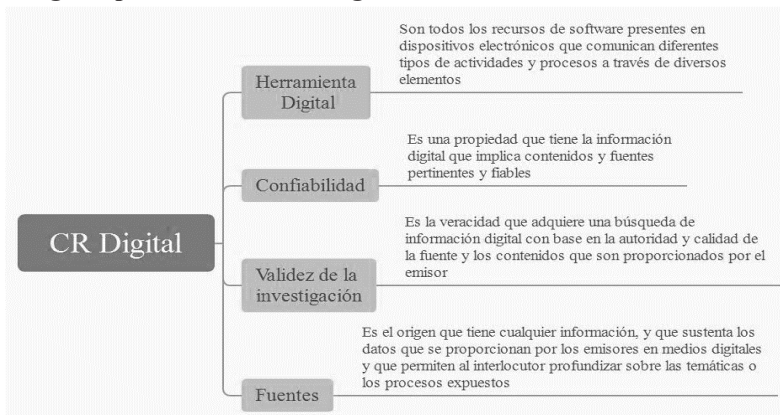 Son todos los recursos de software presentes en
dispositivos electrónicos que comunican diferentes
tipos de actividades y procesos a través de diversos
elementos
Herramienta
Digital
Es una propiedad que tiene la información
digital que implica contenidos y fuentes
pertinentes y fiables
Confiabilidad
CR Digital
Es la veracidad que adquiere una búsqueda de
información digital con base en la autoridad y calidad de
la fuente y los contenidos que son proporcionados por el
emisor
Validez de la
investigación
Es el origen que tiene cualquier información, y que sustenta los
datos que se proporcionan por los emisores en medios digitales
y que permiten al interlocutor profundizar sobre las temáticas o
los procesos expuestos
Fuentes